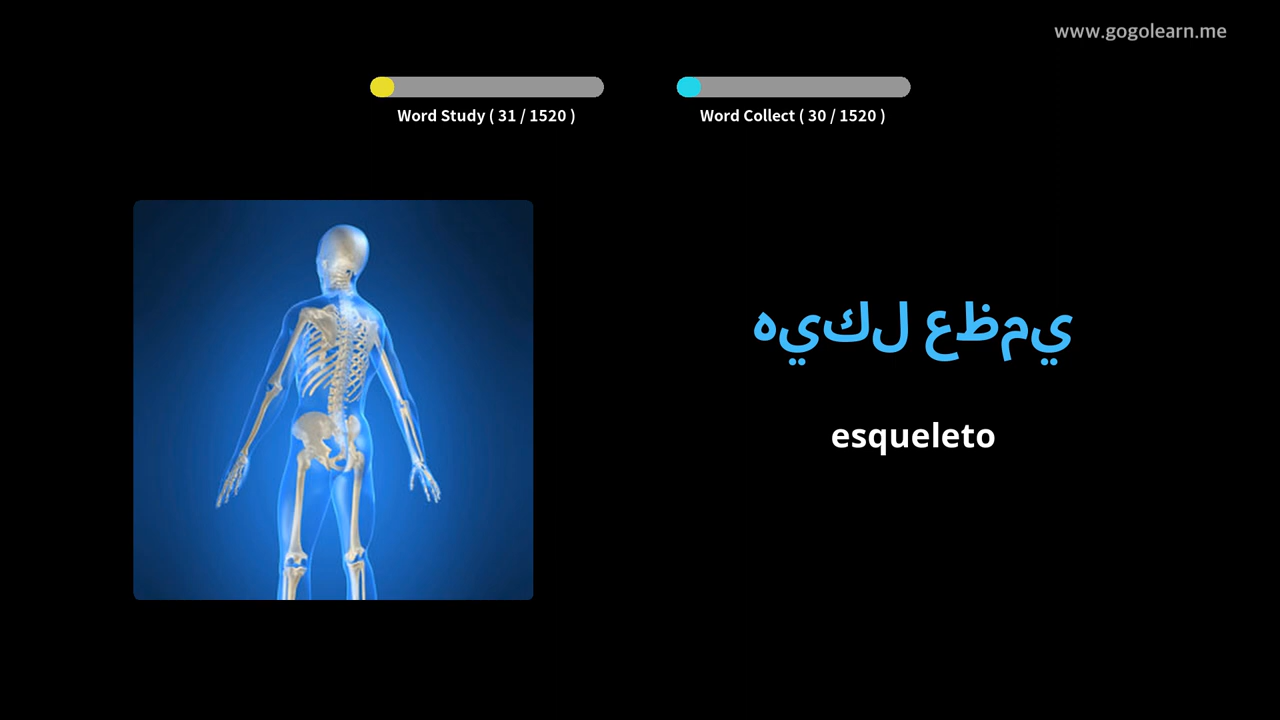 www.gogolearn.me
Word Study ( 31 / 1520 )
Word Collect ( 30 / 1520 )
هيكل عظمي
esqueleto